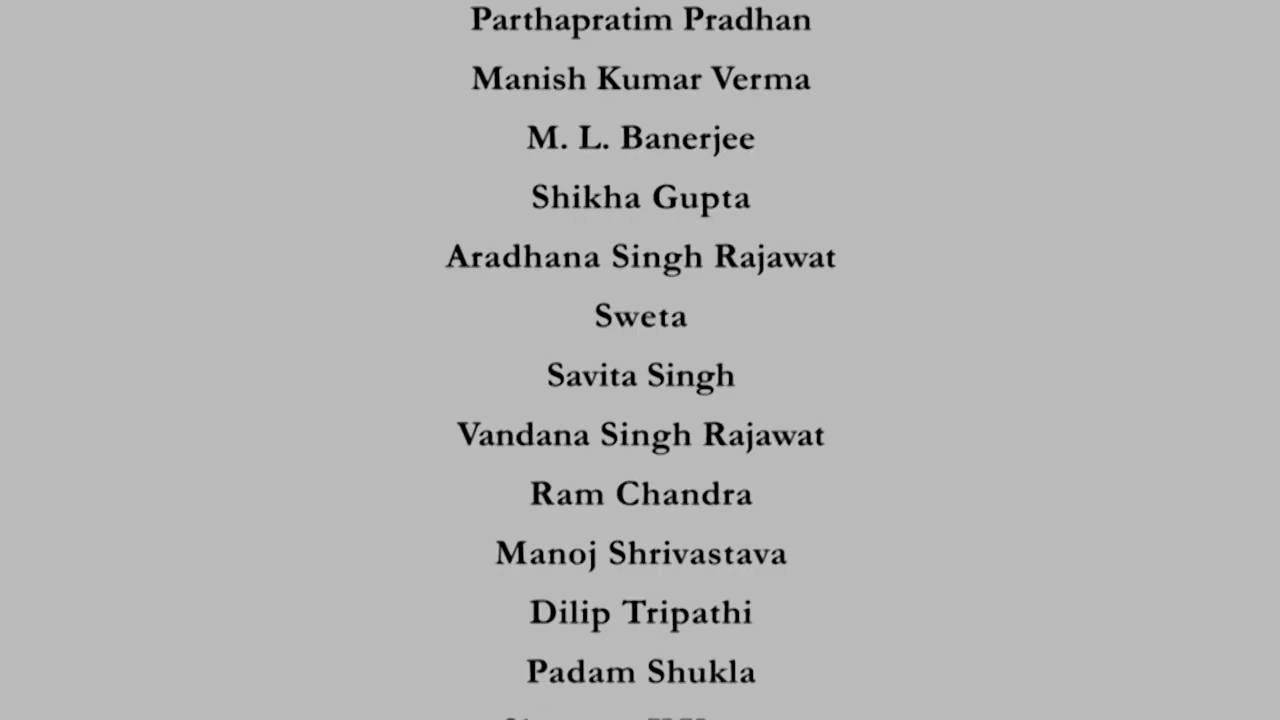 Parthapratim Pradhan
Manish Kumar Verma
M. L. Banerjee
Shikha Gupta
Aradhana Singh Rajawat
Sweta
Savita Singh
Vandana Singh Rajawat
Ram Chandra
Manoj Shrivastava
Dilip Tripathi
Padam Shukla